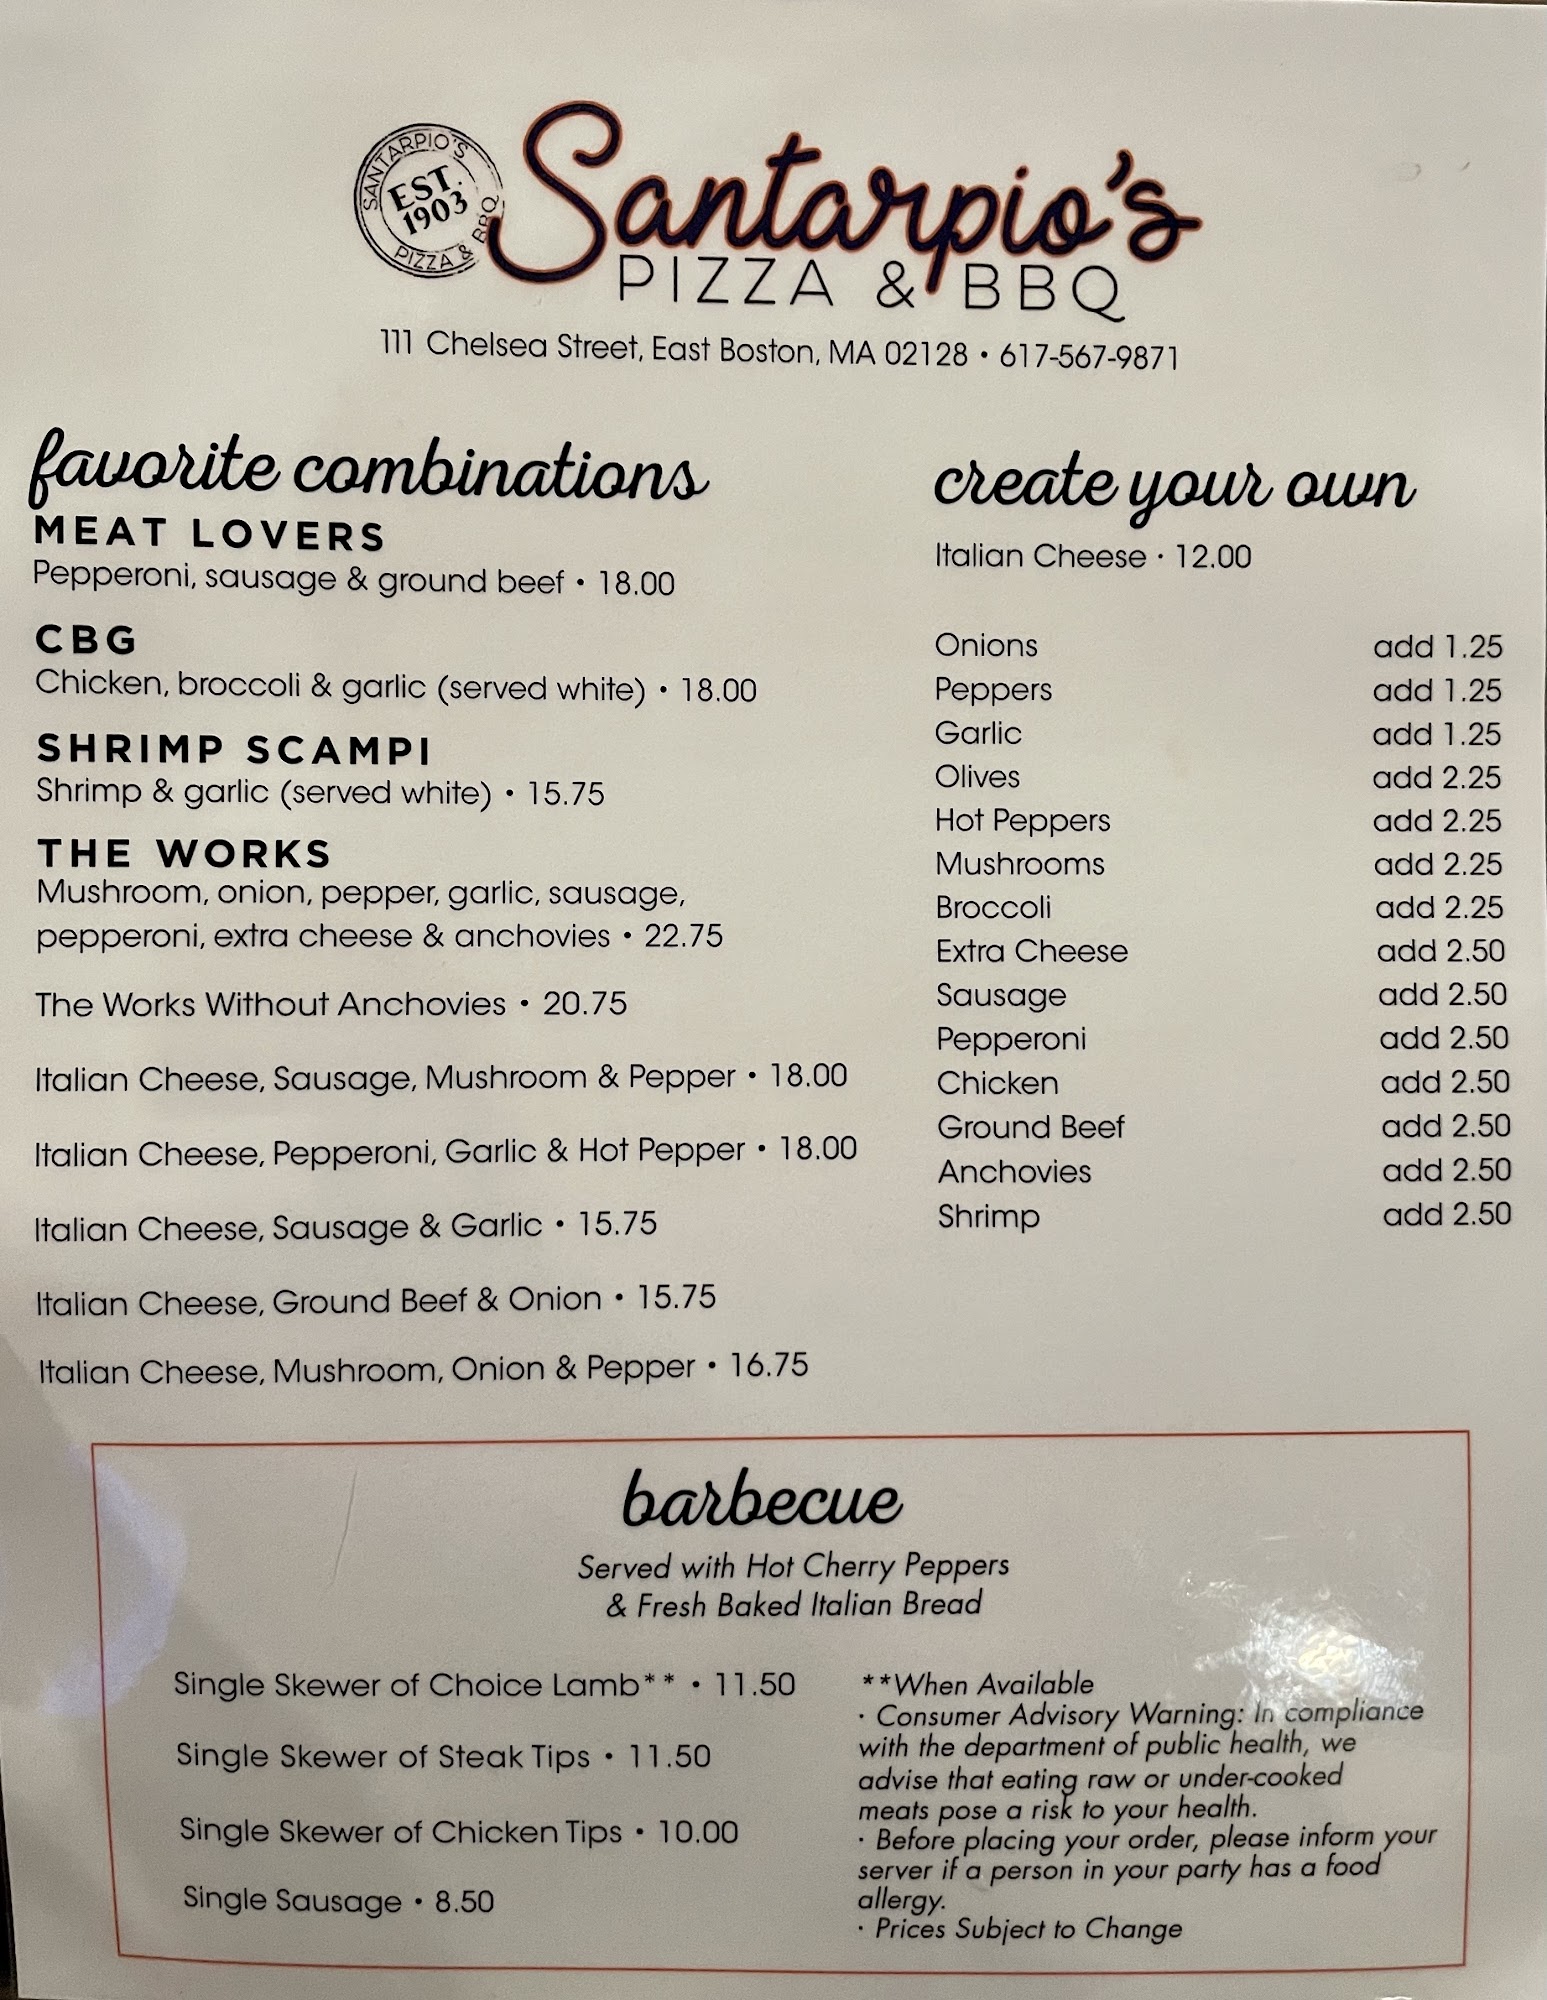 SANTARPIO'S
EST.
1903
PIZZA & BBQ
Santarpio's
PIZZA & BBQ
111 Chelsea Street, East Boston, MA 02128 • 617-567-9871
favorite combinations
MEAT LOVERS
Pepperoni, sausage & ground beef • 18.00
CBG
Chicken, broccoli & garlic (served white) • 18.00
SHRIMP SCAMPI
Shrimp & garlic (served white) • 15.75
THE WORKS
Mushroom, onion, pepper, garlic, sausage,
pepperoni, extra cheese & anchovies • 22.75
The Works Without Anchovies • 20.75
Italian Cheese, Sausage, Mushroom & Pepper • 18.00
Italian Cheese, Pepperoni, Garlic & Hot Pepper • 18.00
Italian Cheese, Sausage & Garlic • 15.75
Italian Cheese, Ground Beef & Onion • 15.75
Italian Cheese, Mushroom, Onion & Pepper • 16.75
create your own
Italian Cheese · 12.00
Onions add 1.25
Peppers add 1.25
Garlic add 1.25
Olives add 2.25
Hot Peppers add 2.25
Mushrooms add 2.25
Broccoli add 2.25
Extra Cheese add 2.50
Sausage add 2.50
Pepperoni add 2.50
Chicken add 2.50
Ground Beef add 2.50
Anchovies add 2.50
Shrimp add 2.50
barbecue
Served with Hot Cherry Peppers
& Fresh Baked Italian Bread
Single Skewer of Choice Lamb** • 11.50
Single Skewer of Steak Tips • 11.50
Single Skewer of Chicken Tips • 10.00
Single Sausage • 8.50
**When Available
· Consumer Advisory Warning: In compliance
with the department of public health, we
advise that eating raw or under-cooked
meats pose a risk to your health.
· Before placing your order, please inform your
server if a person in your party has a food
allergy.
· Prices Subject to Change